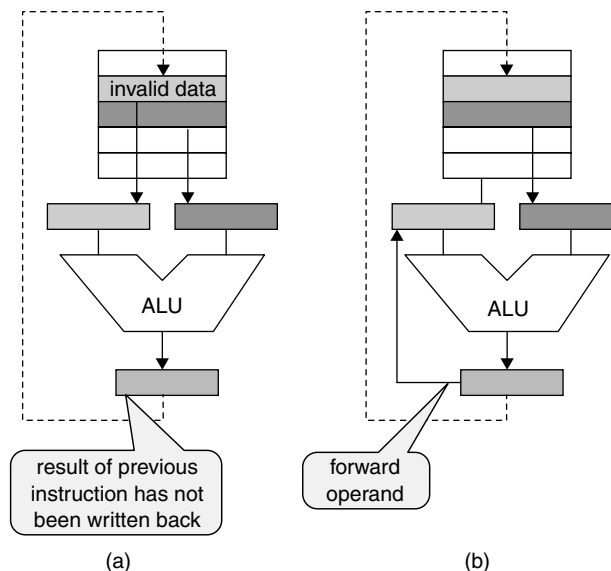 invalid data
ALU
result of previous
instruction has not
been written back
(a)
ALU
forward
operand
(b)